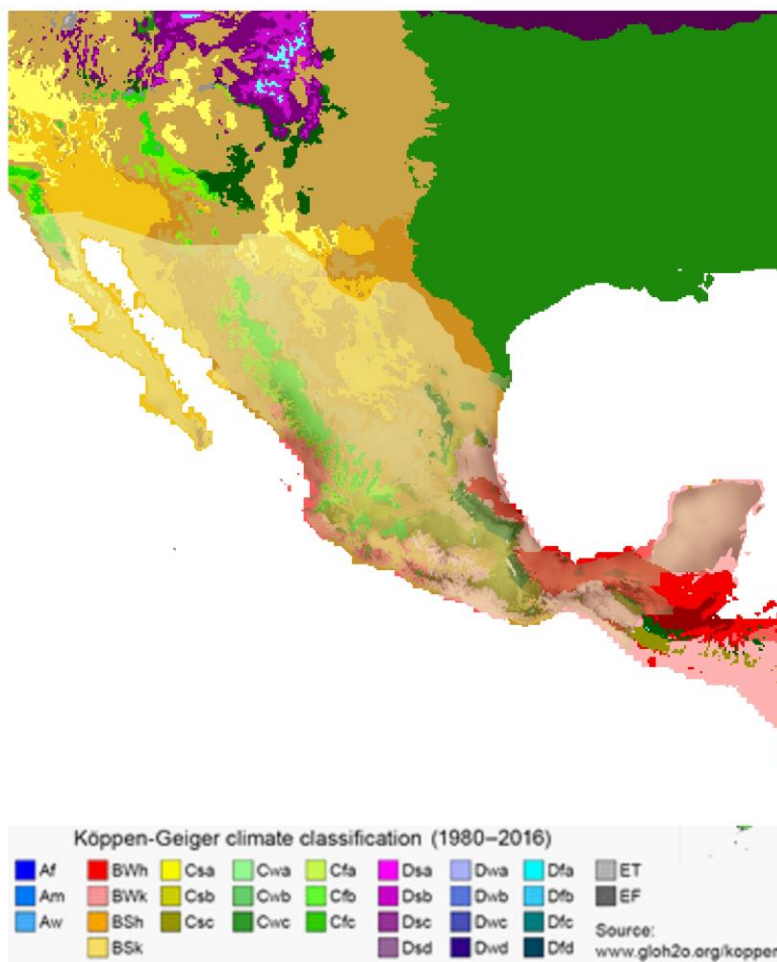 Köppen-Geiger climate classification (1980–2016)
Af BWh Csa Cwa Cfa Dsa Dwa Dfa ET
Am BWk Csb Cwb Cfb Dsb Dwb Dfb EF
Aw BSh Csc Cwc Cfc Dsc Dwc Dfc Source:
BSk Dsd Dwd Dfd www.gloh2o.org/koppen